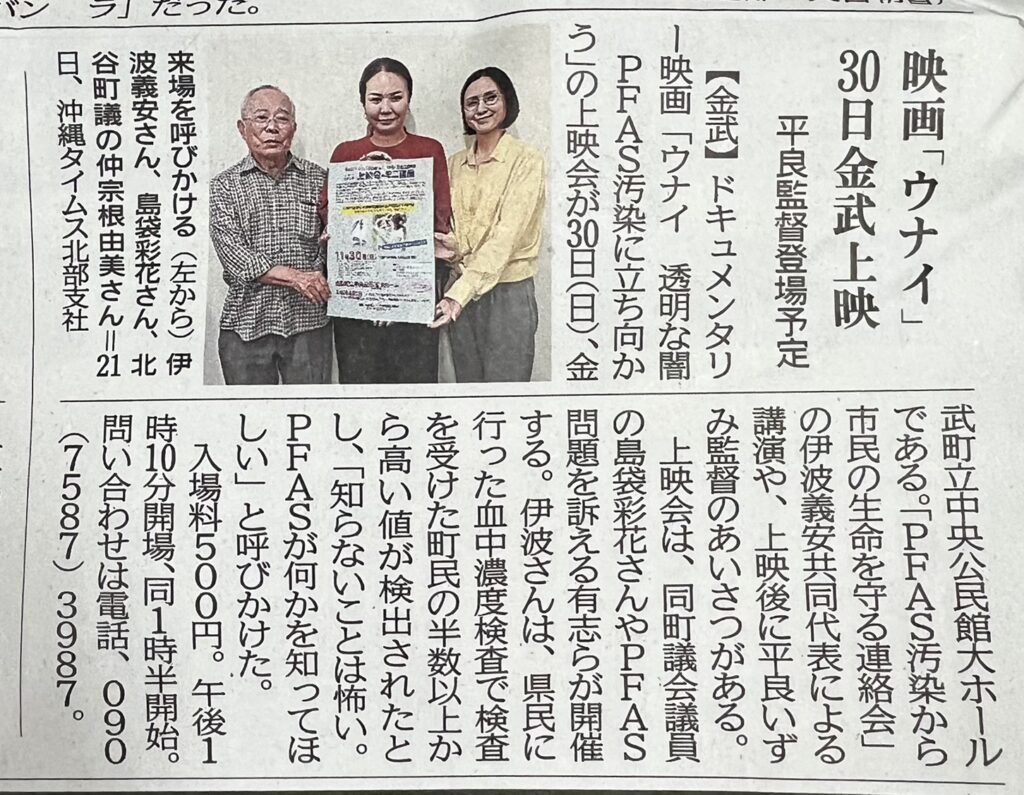 ラ」だった。
映画「ウナイ」
30日金武上映
平良監督登場予定
【金武】ドキュメンタリ
ー映画「ウナイ　透明な闇
ＰＦＡＳ汚染に立ち向か
う」の上映会が30日(日)、金
武町立中央公民館大ホール
である。「ＰＦＡＳ汚染から
市民の生命を守る連絡会」
の伊波義安共同代表による
講演や、上映後に平良いず
み監督のあいさつがある。
上映会は、同町議会議員
の島袋彩花さんやＰＦＡＳ
問題を訴える有志らが開催
する。伊波さんは、県民に
行った血中濃度検査で検査
を受けた町民の半数以上か
ら高い値が検出されたと
し、「知らないことは怖い。
ＰＦＡＳが何かを知ってほ
しい」と呼びかけた。
入場料５００円。午後１
時10分開場、同１時半開始。
問い合わせは電話、０９０
（７５８７）３９８７。
来場を呼びかける（左から）伊
波義安さん、島袋彩花さん、北
谷町議の仲宗根由美さん＝21
日、沖縄タイムス北部支社
11月30日